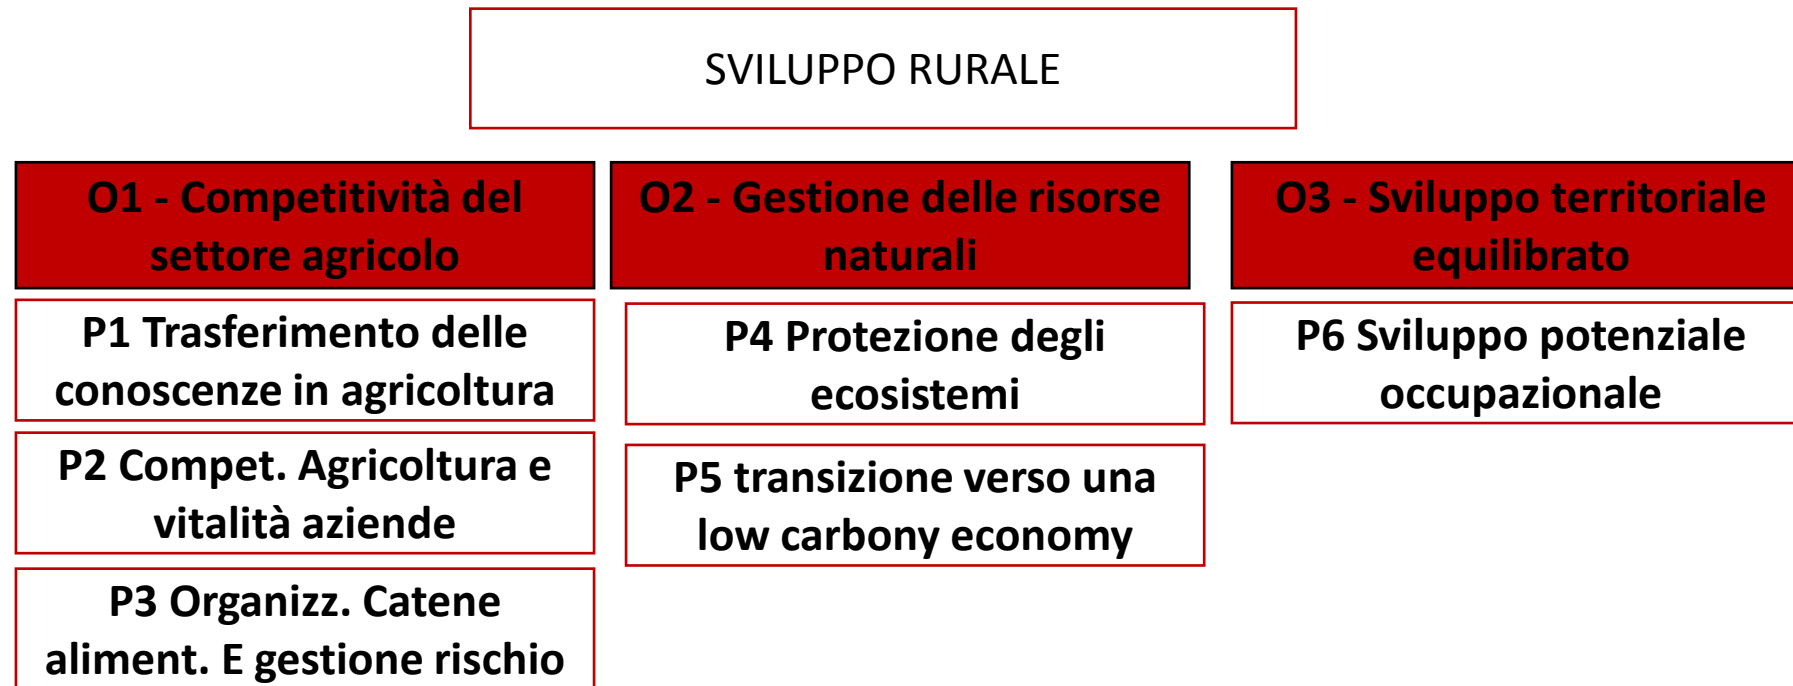 SVILUPPO RURALE
O1 - Competitività del
settore agricolo
O2 - Gestione delle risorse
naturali
O3 - Sviluppo territoriale
equilibrato
P1 Trasferimento delle
conoscenze in agricoltura
P2 Compet. Agricoltura e
vitalità aziende
P3 Organizz. Catene
aliment. E gestione rischio
P4 Protezione degli
ecosistemi
P5 transizione verso una
low carbony economy
P6 Sviluppo potenziale
occupazionale